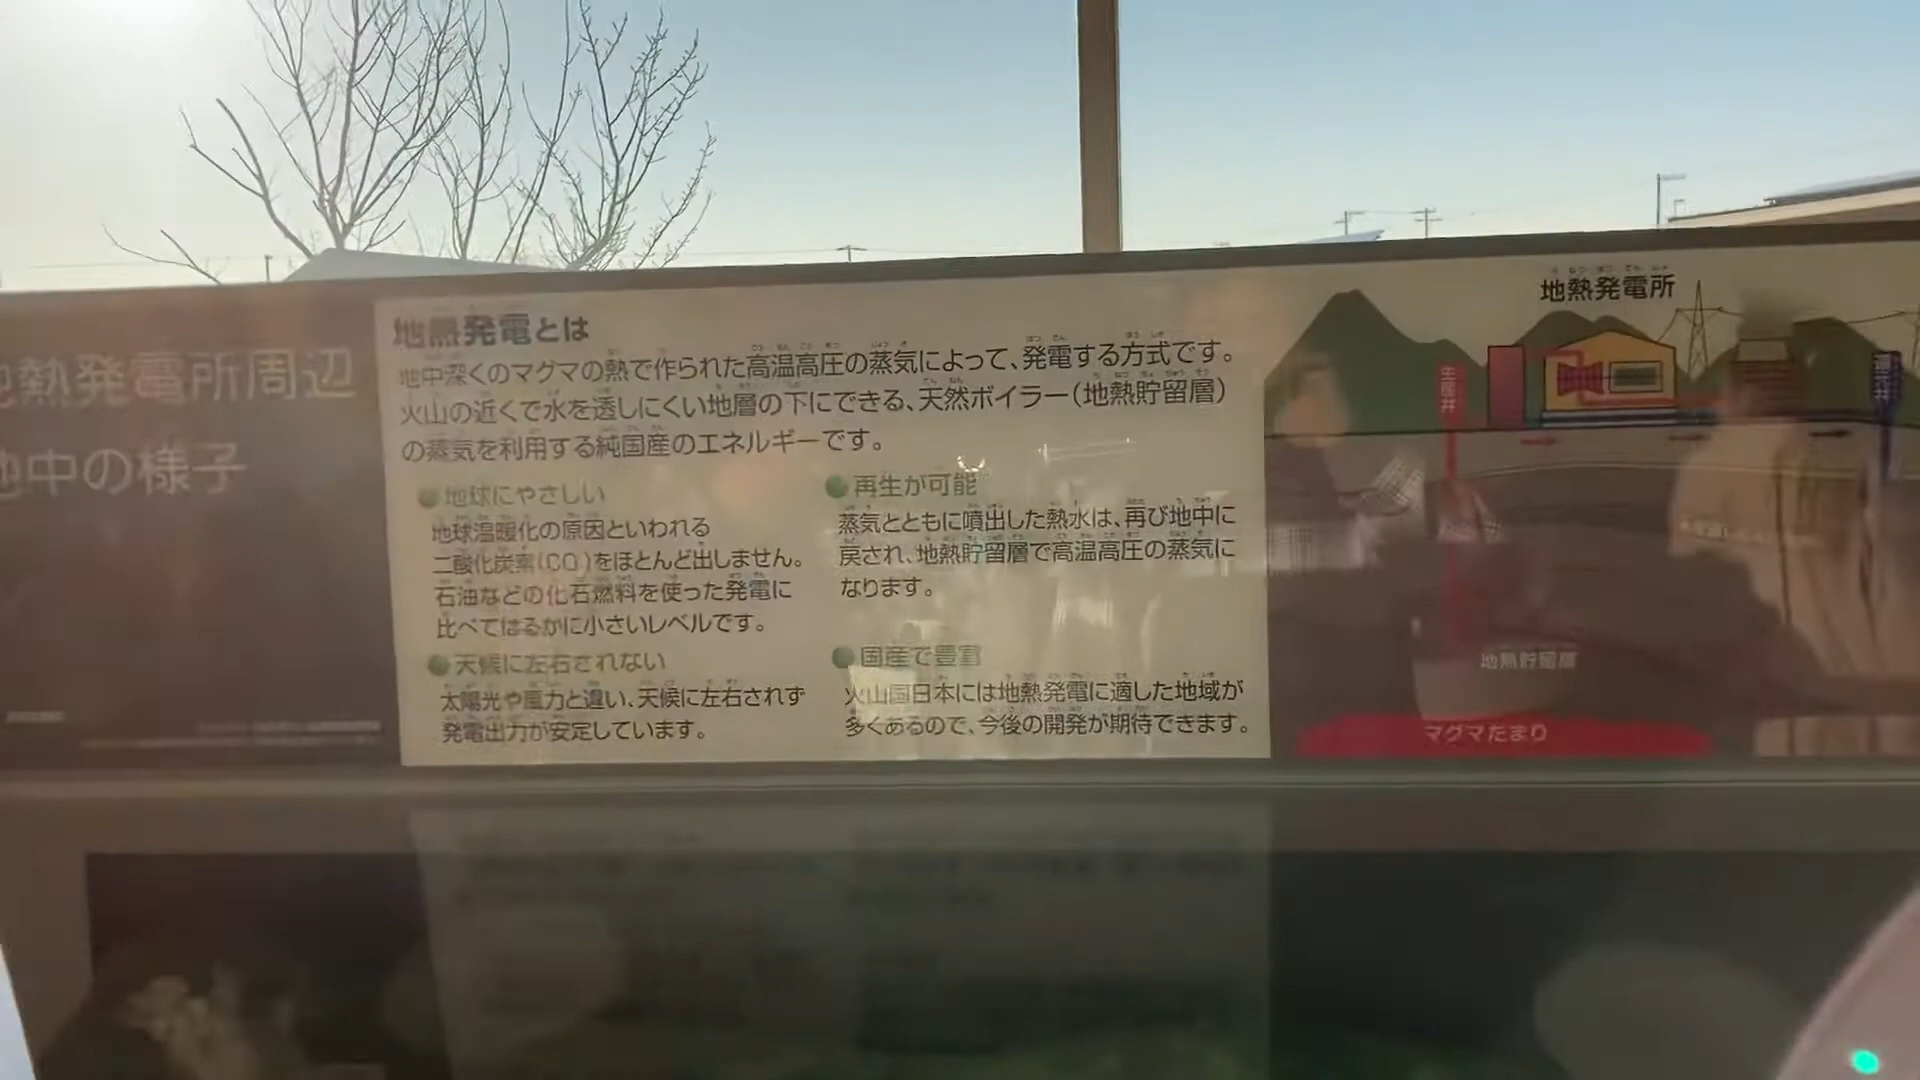 熱発電所周辺
中の様子
地熱発電とは
地中深くのマグマの熱で作られた高温高圧の蒸気によって、発電する方式です。
火山の近くで水を透しにくい地層の下にできる、天然ボイラー(地熱貯留層)
の蒸気を利用する純国産のエネルギーです。
地球にやさしい
地球温暖化の原因といわれる
二酸化炭素(CO )をほとんど出しません。
石油などの化石燃料を使った発電に
比べてはるかに小さいレベルです。
天候に左右されない
太陽光や風力と違い、天候に左右されず
発電出力が安定しています。
再生が可能
蒸気とともに噴出した熱水は、再び地中に
戻され、地熱貯留層で高温高圧の蒸気に
なります。
国産で豊富
火山国日本には地熱発電に適した地域が
多くあるので、今後の開発が期待できます。
地熱発電所
生産井
地熱貯留層
マグマだまり